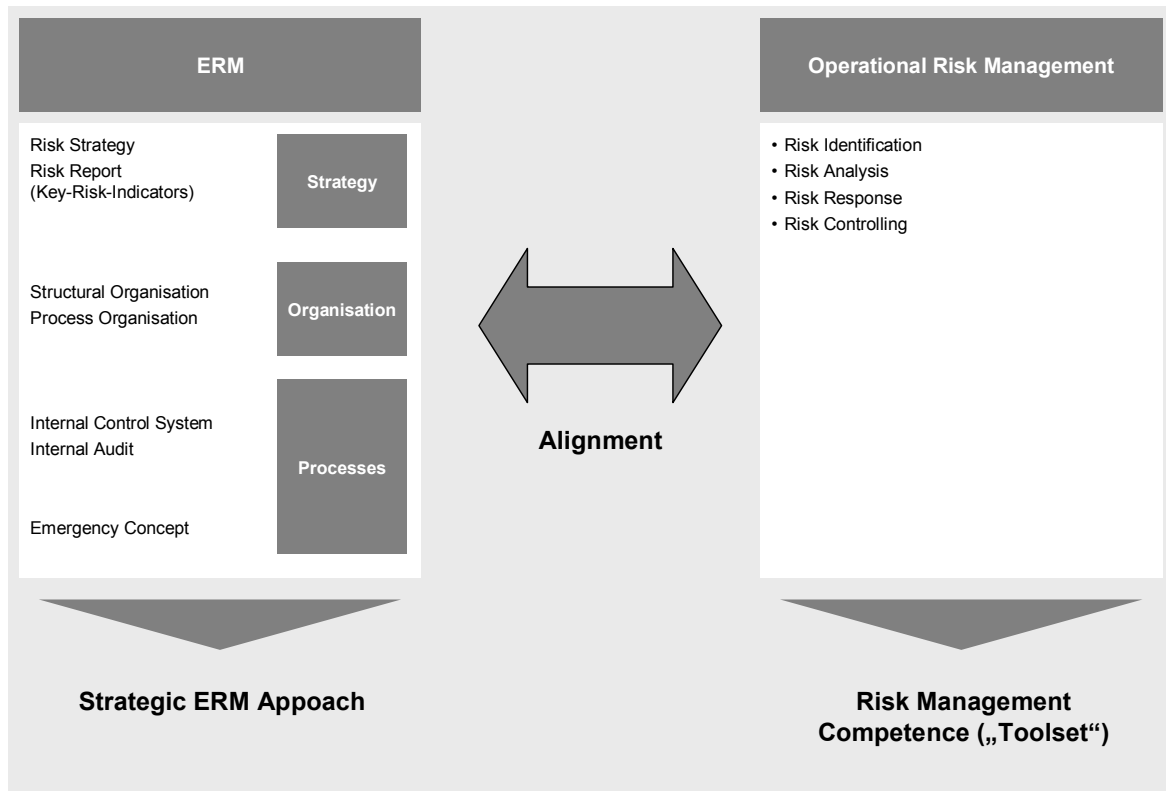 ERM
Risk Strategy
Risk Report
(Key-Risk-Indicators)
Strategy
Structural Organisation
Process Organisation
Organisation
Internal Control System
Internal Audit
Processes
Emergency Concept
Strategic ERM Appoach
Alignment
Operational Risk Management
• Risk Identification
• Risk Analysis
• Risk Response
• Risk Controlling
Risk Management
Competence („Toolset“)